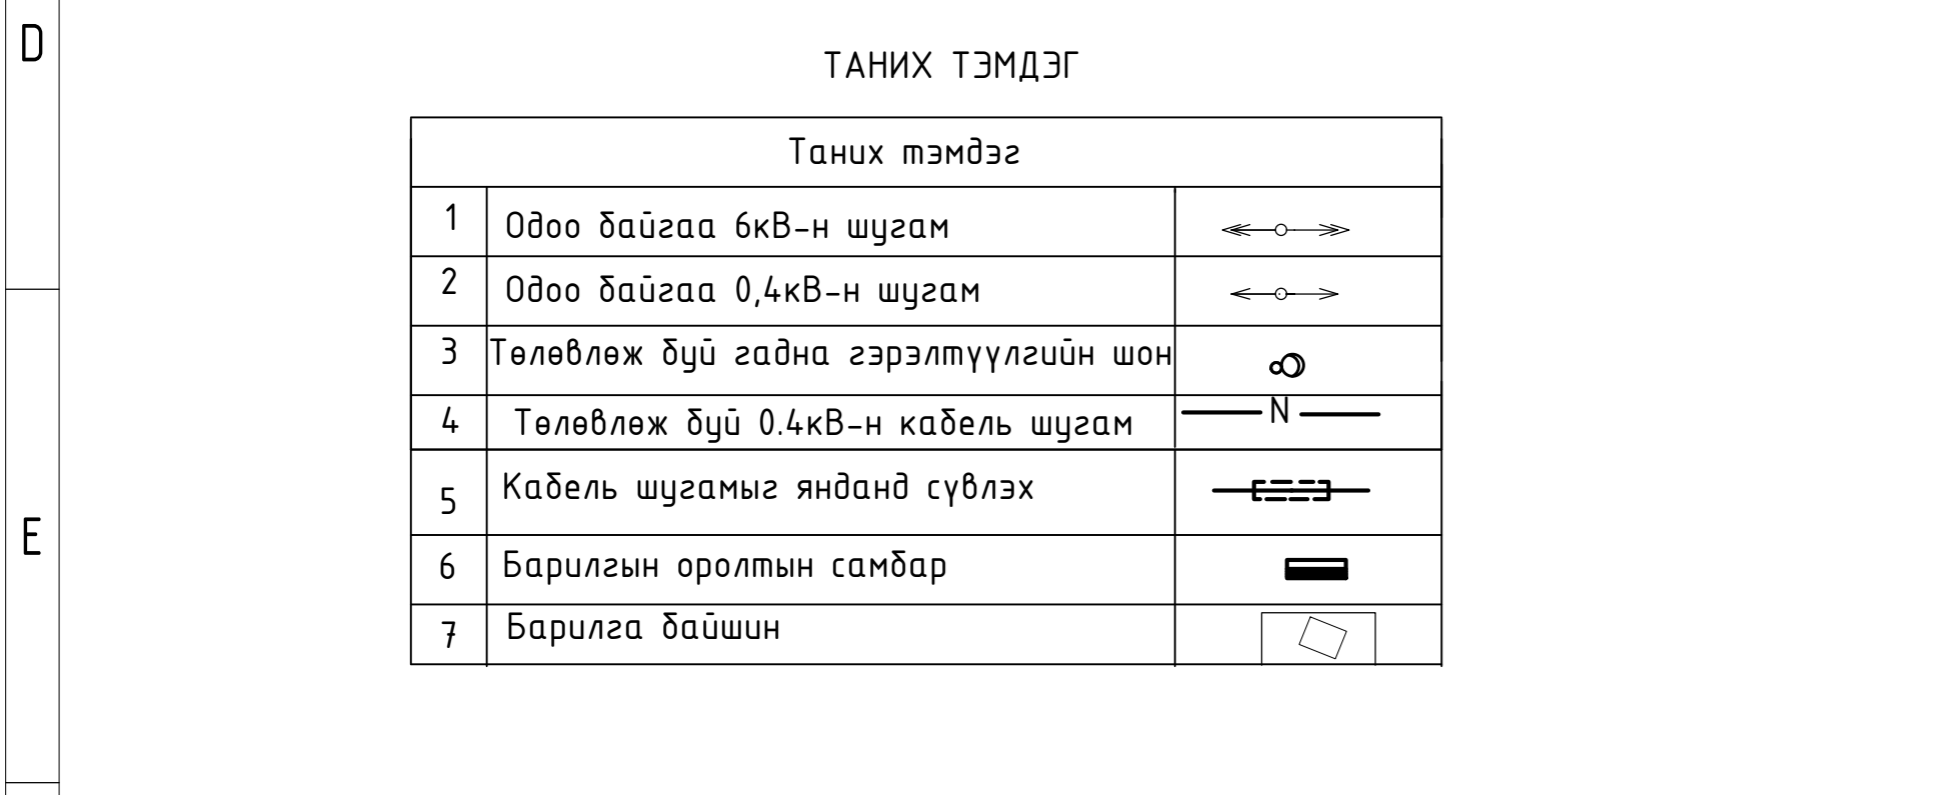 D
ТАНИХ ТЭМДЭГ
Таних тэмдэг
1 Одоо байгаа 6кВ-н шугам
2 Одоо байгаа 0,4кВ-н шугам
3 Төлөвлөж буй гадна гэрэлтүүлгийн шон
4 Төлөвлөж буй 0.4кВ-н кабель шугам N
5 Кабель шугамыг янданд сүвлэх
E
6 Барилгын оролтын самбар
7 Барилга байшин